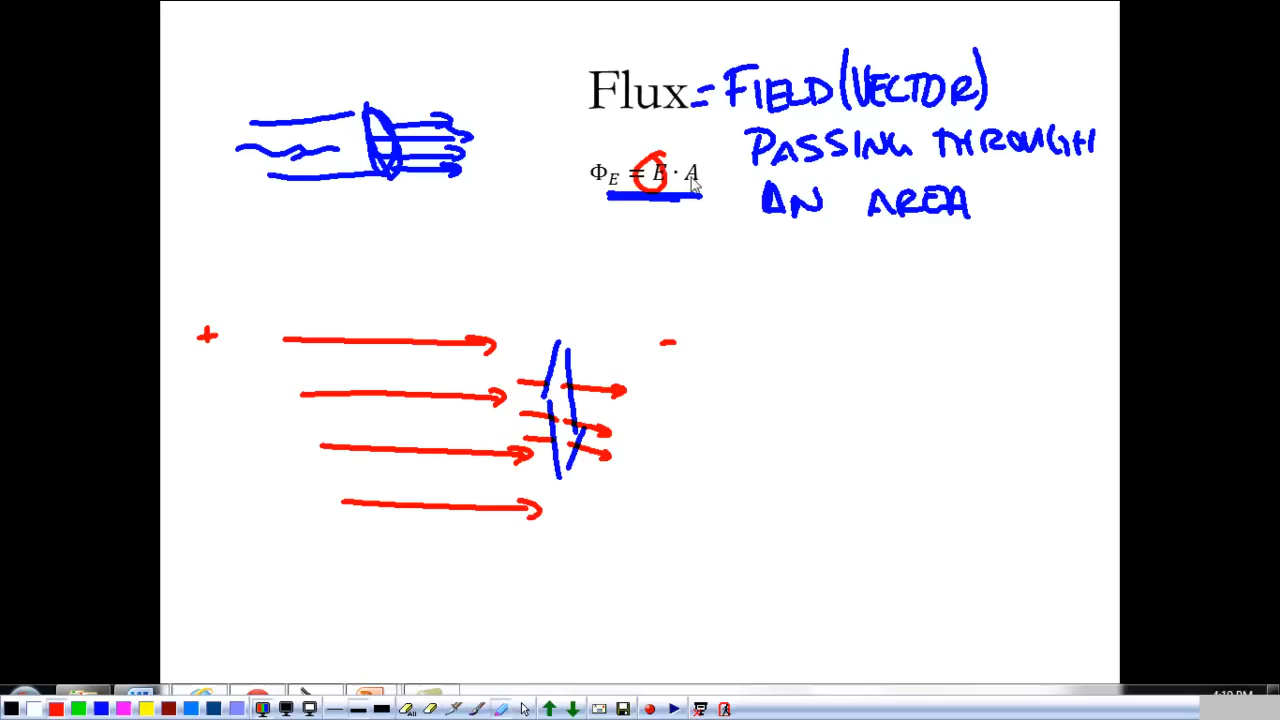 Flux = FIELD (VECTOR)
PASSING THROUGH
Φ_E = E · A
AN AREA
+
-